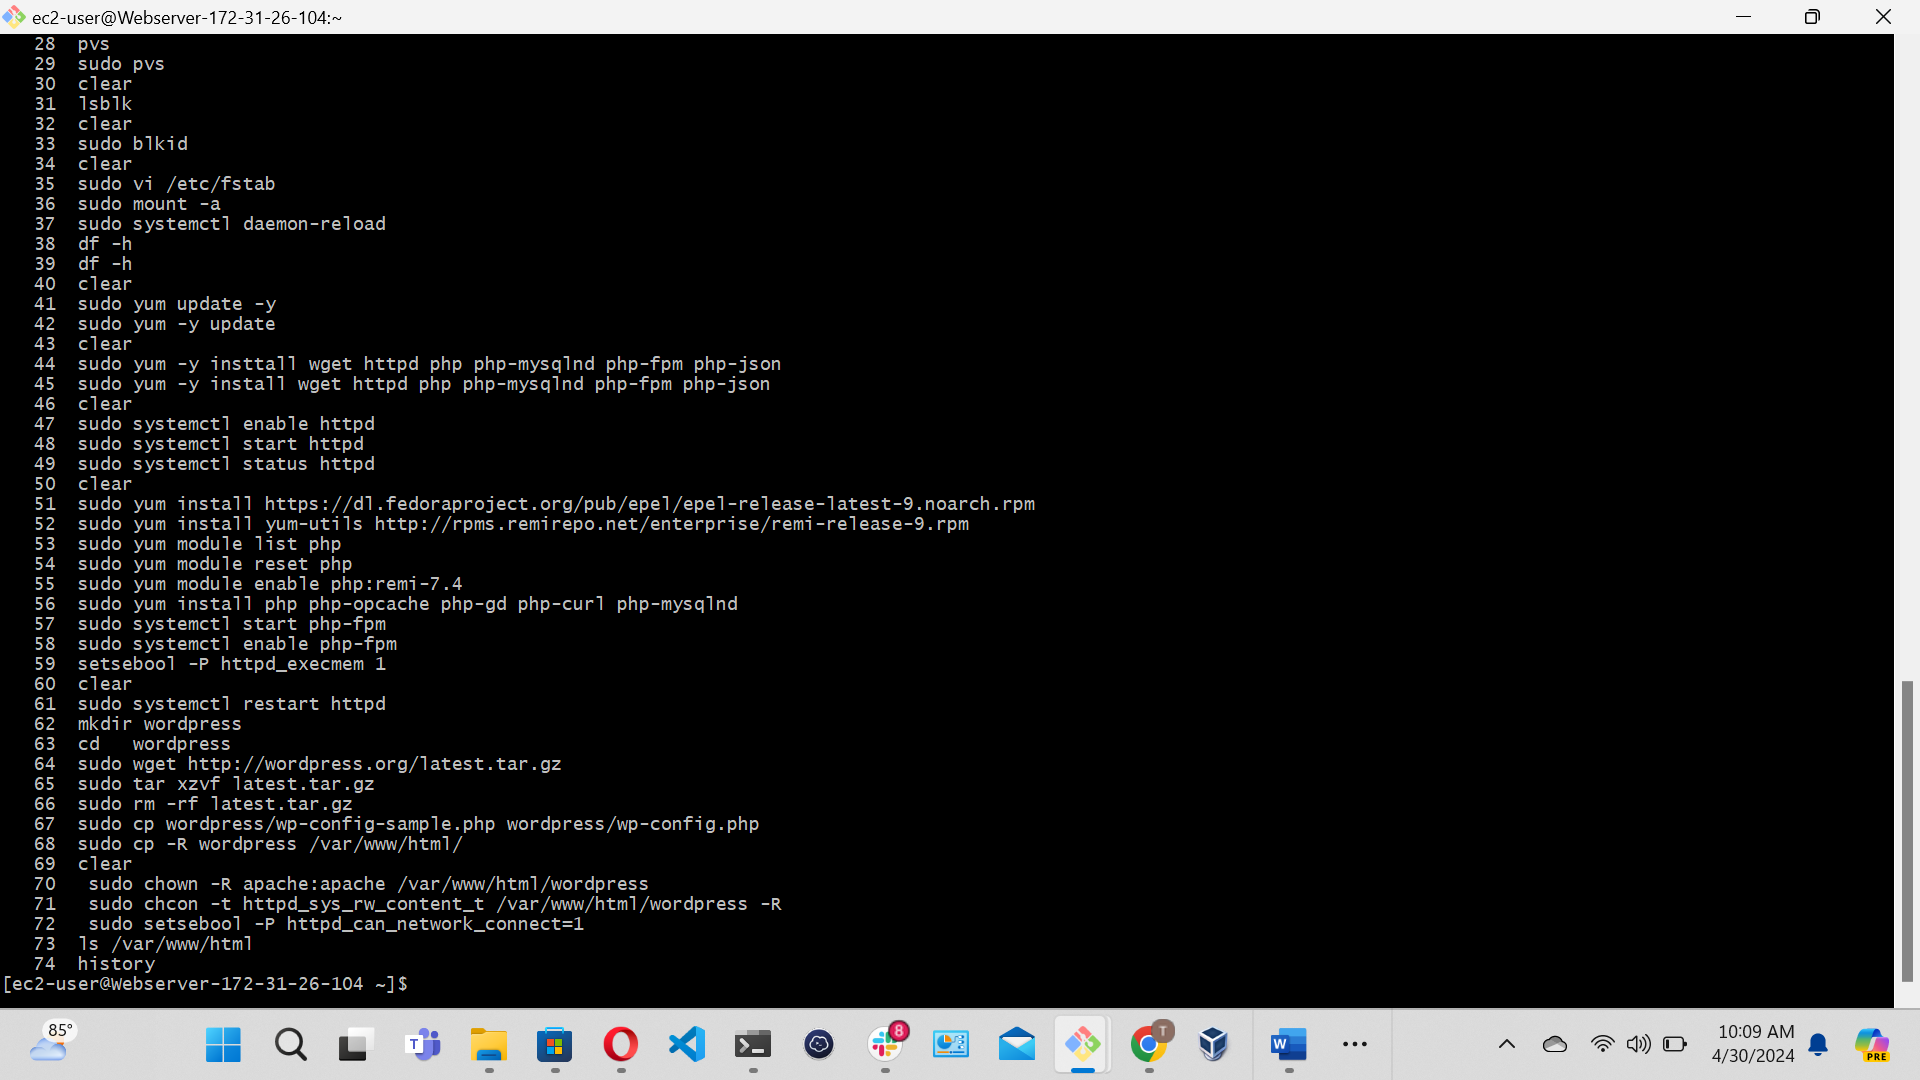 ec2-user@Webserver-172-31-26-104:~
28 pvs
29 sudo pvs
30 clear
31 lsblk
32 clear
33 sudo blkid
34 clear
35 sudo vi /etc/fstab
36 sudo mount -a
37 sudo systemctl daemon-reload
38 df -h
39 df -h
40 clear
41 sudo yum update -y
42 sudo yum -y update
43 clear
44 sudo yum -y insttall wget httpd php php-mysqlnd php-fpm php-json
45 sudo yum -y install wget httpd php php-mysqlnd php-fpm php-json
46 clear
47 sudo systemctl enable httpd
48 sudo systemctl start httpd
49 sudo systemctl status httpd
50 clear
51 sudo yum install https://dl.fedoraproject.org/pub/epel/epel-release-latest-9.noarch.rpm
52 sudo yum install yum-utils http://rpms.remirepo.net/enterprise/remi-release-9.rpm
53 sudo yum module list php
54 sudo yum module reset php
55 sudo yum module enable php:remi-7.4
56 sudo yum install php php-opcache php-gd php-curl php-mysqlnd
57 sudo systemctl start php-fpm
58 sudo systemctl enable php-fpm
59 setsebool -P httpd_execmem 1
60 clear
61 sudo systemctl restart httpd
62 mkdir wordpress
63 cd   wordpress
64 sudo wget http://wordpress.org/latest.tar.gz
65 sudo tar xzvf latest.tar.gz
66 sudo rm -rf latest.tar.gz
67 sudo cp wordpress/wp-config-sample.php wordpress/wp-config.php
68 sudo cp -R wordpress /var/www/html/
69 clear
70  sudo chown -R apache:apache /var/www/html/wordpress
71  sudo chcon -t httpd_sys_rw_content_t /var/www/html/wordpress -R
72  sudo setsebool -P httpd_can_network_connect=1
73 ls /var/www/html
74 history
[ec2-user@Webserver-172-31-26-104 ~]$
85°
T
8
T
W
10:09 AM
4/30/2024
PRE